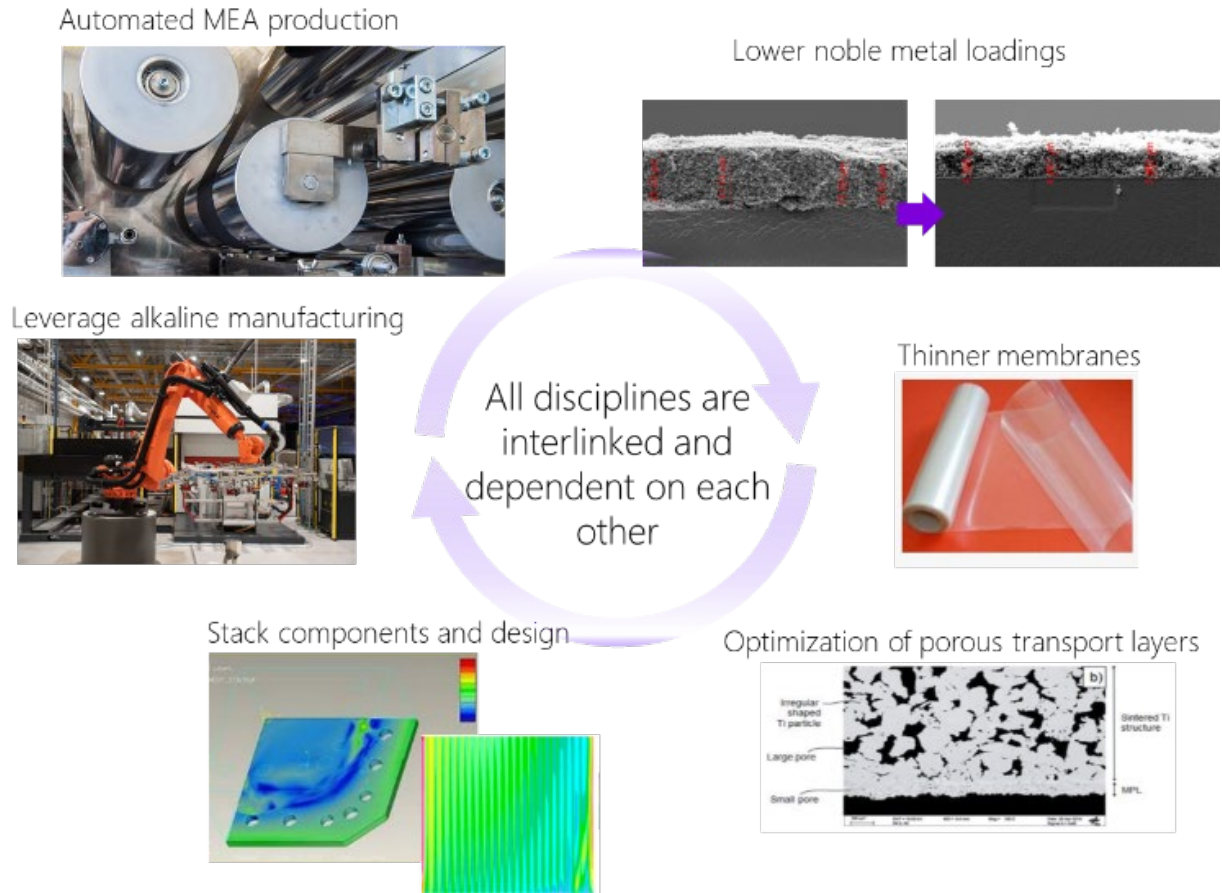 Automated MEA production
Lower noble metal loadings
Leverage alkaline manufacturing
Thinner membranes
All disciplines are
interlinked and
dependent on each
other
Stack components and design
Optimization of porous transport layers
b)
Irregular
shaped
Ti particle
Large pore
Small pore
Sintered Ti
structure
MPL